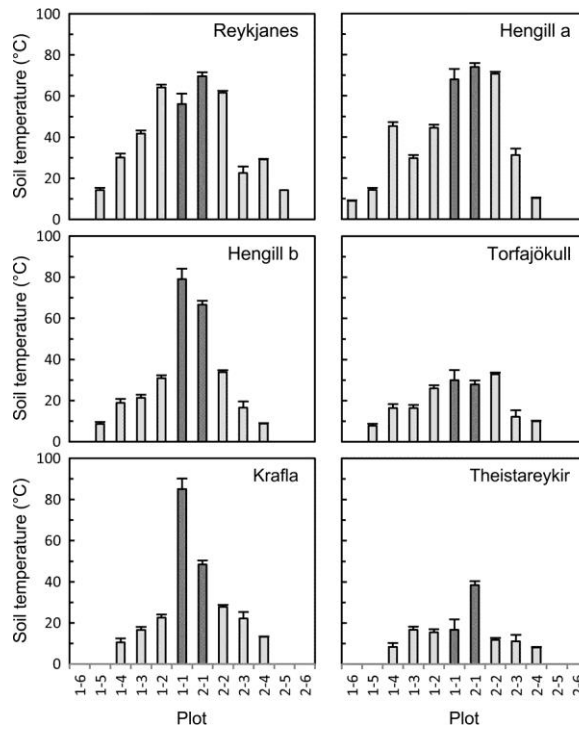 Reykjanes
Hengill a
Soil temperature (°C)
100
80
60
40
20
0
Hengill b
Torfajökull
Soil temperature (°C)
100
80
60
40
20
0
Krafla
Theistareykir
Soil temperature (°C)
100
80
60
40
20
0
1-6 1-5 1-4 1-3 1-2 1-1 2-1 2-2 2-3 2-4 2-5 2-6
1-6 1-5 1-4 1-3 1-2 1-1 2-1 2-2 2-3 2-4 2-5 2-6
Plot
Plot